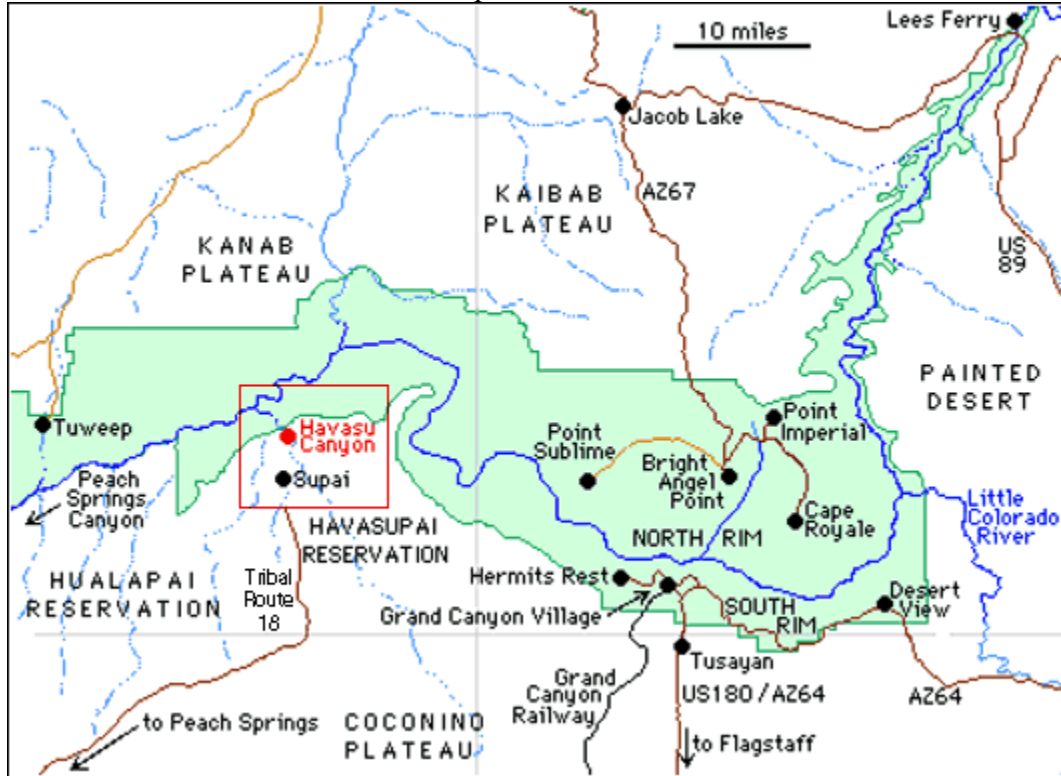 Lees Ferry
10 miles
Jacob Lake
KAIBAB
PLATEAU
AZ67
KANAB
PLATEAU
US
89
PAINTED
DESERT
Tuweep
Havasu
Canyon
Supai
Point
Sublime
Point
Imperial
Bright
Angel
Point
Cape
Royale
Little
Colorado
River
Peach
Springs
Canyon
HAVASUPAI
RESERVATION
NORTH RIM
HUALAPAI
RESERVATION
Tribal
Route
18
Hermits Rest
Grand Canyon Village
SOUTH
RIM
Desert
View
Tusayan
Grand
Canyon
Railway
US180/AZ64
AZ64
to Peach Springs
COCONINO
PLATEAU
to Flagstaff